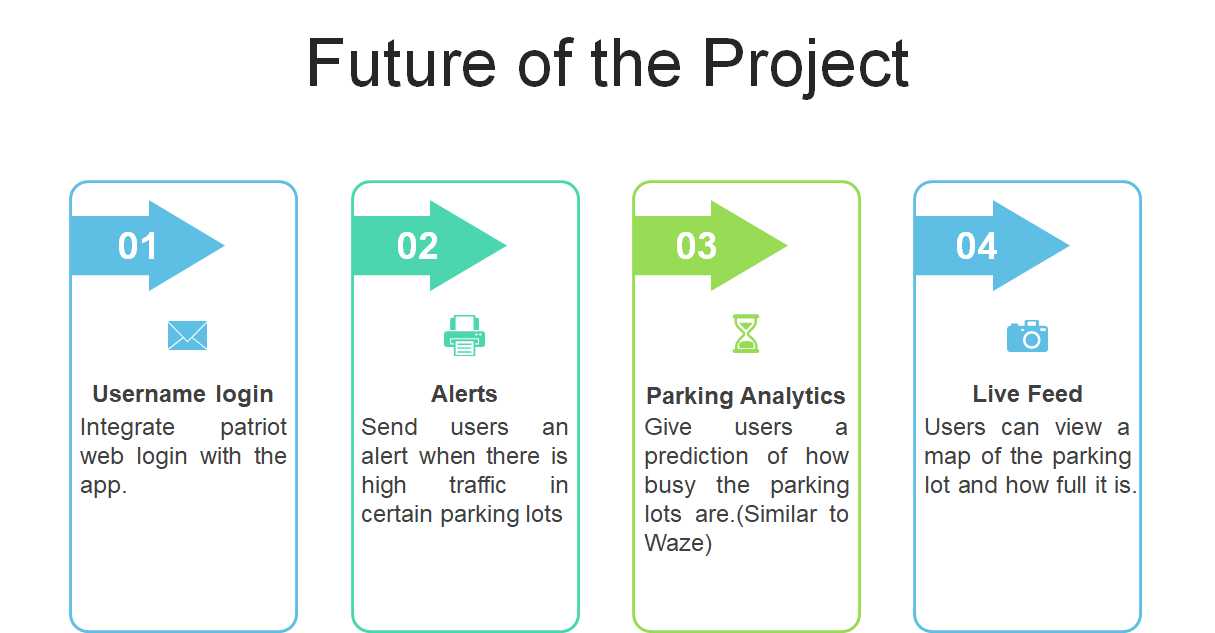 Future of the Project
01
Username login
Integrate patriot
web login with the
app.
02
Alerts
Send users an
alert when there is
high traffic in
certain parking lots
03
Parking Analytics
Give users a
prediction of how
busy the parking
lots are.(Similar to
Waze)
04
Live Feed
Users can view a
map of the parking
lot and how full it is.